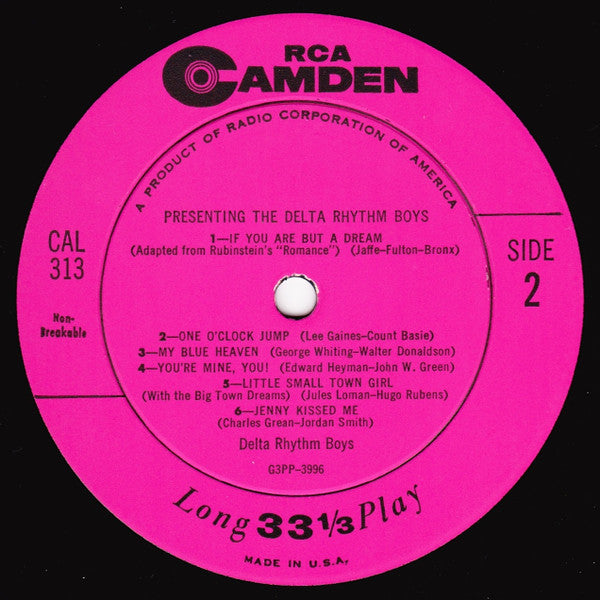 RCA
CAMDEN
A PRODUCT OF RADIO CORPORATION OF AMERICA
PRESENTING THE DELTA RHYTHM BOYS
1—IF YOU ARE BUT A DREAM
(Adapted from Rubinstein's "Romance") (Jaffe-Fulton-Bronx)
CAL
313
SIDE
2
Non-
Breakable
2—ONE O'CLOCK JUMP (Lee Gaines-Count Basie)
3—MY BLUE HEAVEN (George Whiting-Walter Donaldson)
4—YOU'RE MINE, YOU! (Edward Heyman-John W. Green)
5—LITTLE SMALL TOWN GIRL
(With the Big Town Dreams) (Jules Loman-Hugo Rubens)
6—JENNY KISSED ME
(Charles Grean-Jordan Smith)
Delta Rhythm Boys
G3PP-3996
Long 33 1/3 Play
MADE IN U.S.A.